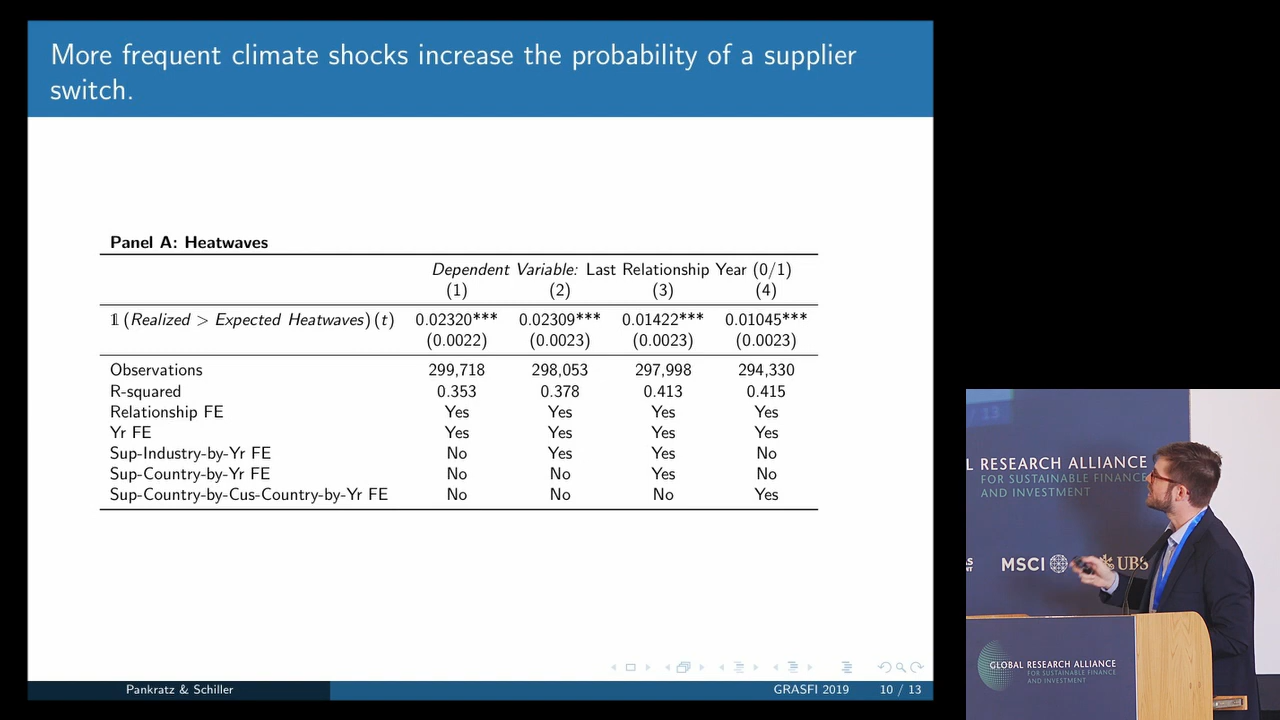 More frequent climate shocks increase the probability of a supplier
switch.
Panel A: Heatwaves
Dependent Variable: Last Relationship Year (0/1)
(1) (2) (3) (4)
𝟙 (Realized > Expected Heatwaves) (t) 0.02320*** 0.02309*** 0.01422*** 0.01045***
(0.0022) (0.0023) (0.0023) (0.0023)
Observations 299,718 298,053 297,998 294,330
R-squared 0.353 0.378 0.413 0.415
Relationship FE Yes Yes Yes Yes
Yr FE Yes Yes Yes Yes
Sup-Industry-by-Yr FE No Yes Yes No
Sup-Country-by-Yr FE No No Yes No
Sup-Country-by-Cus-Country-by-Yr FE No No No Yes
Pankratz & Schiller GRASFI 2019 10 / 13
/ 13
L RESEARCH ALLIANCE
FOR SUSTAINABLE FINANCE
AND INVESTMENT
MSCI UBS
GLOBAL RESEARCH ALLIANCE
FOR SUSTAINABLE FINANCE
AND INVESTMENT